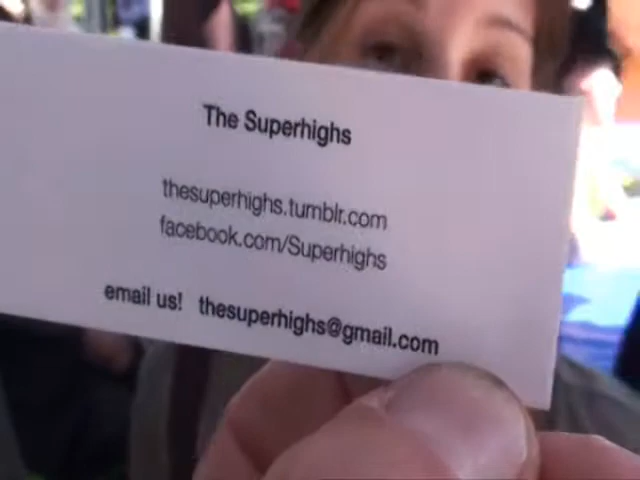 The Superhighs
thesuperhighs.tumblr.com
facebook.com/Superhighs
email us! thesuperhighs@gmail.com